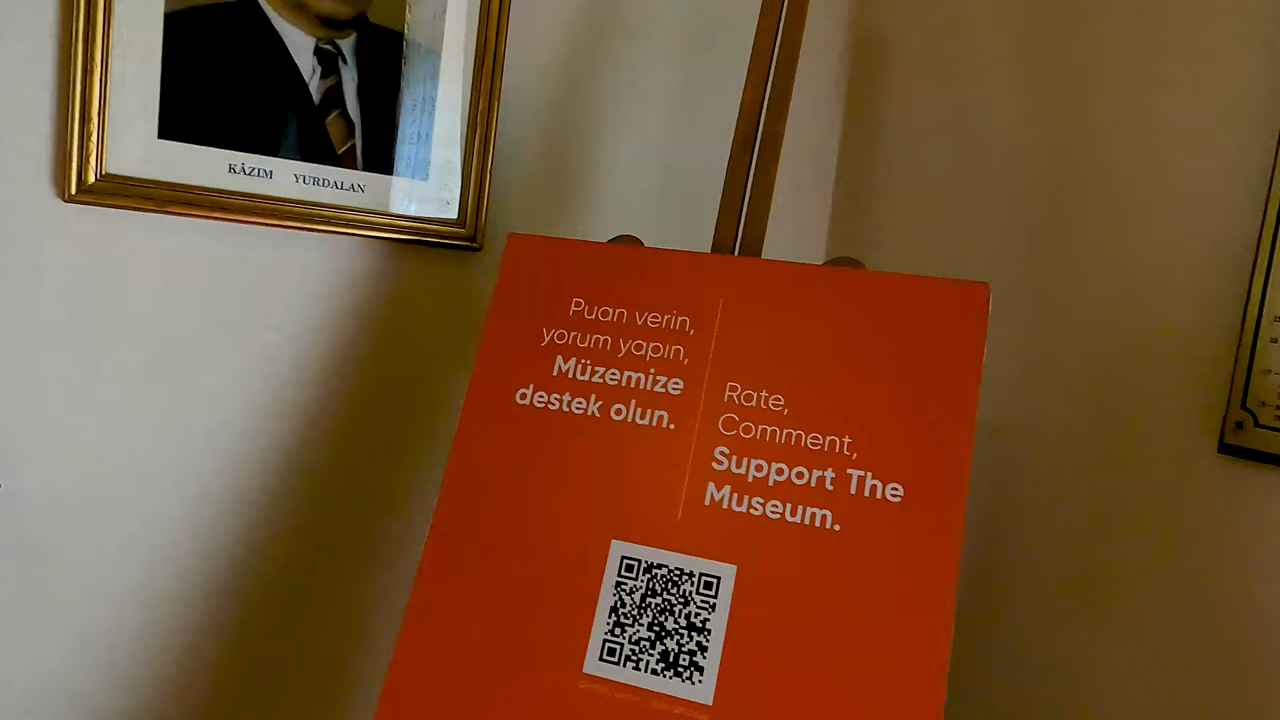 KÂZIM YURDALAN
Puan verin,
yorum yapın,
Müzemize
destek olun.
Rate,
Comment,
Support The
Museum.